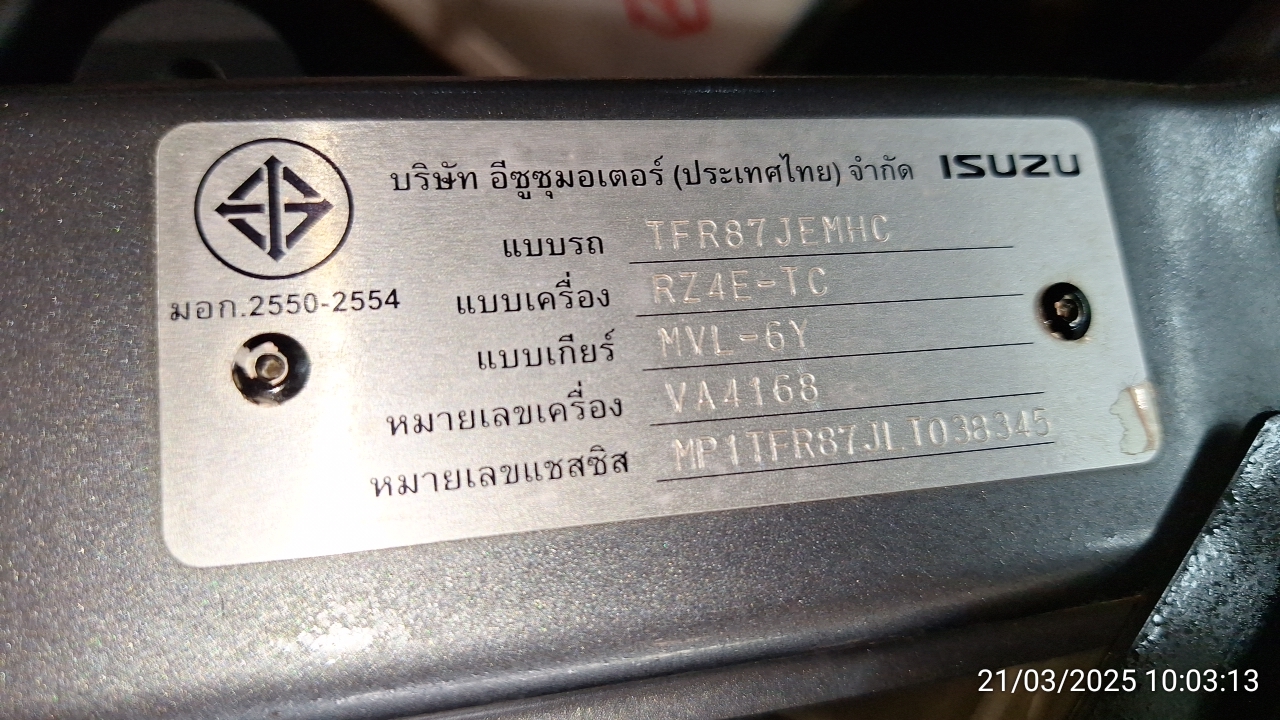 บริษัท อีซูซุมอเตอร์ (ประเทศไทย) จำกัด ISUZU
แบบรถ TFR87JEMHC
มอก.2550-2554
แบบเครื่อง RZ4E-TC
แบบเกียร์ MVL-6Y
หมายเลขเครื่อง VA4168
หมายเลขแชสซิส
21/03/2025 10:03:13